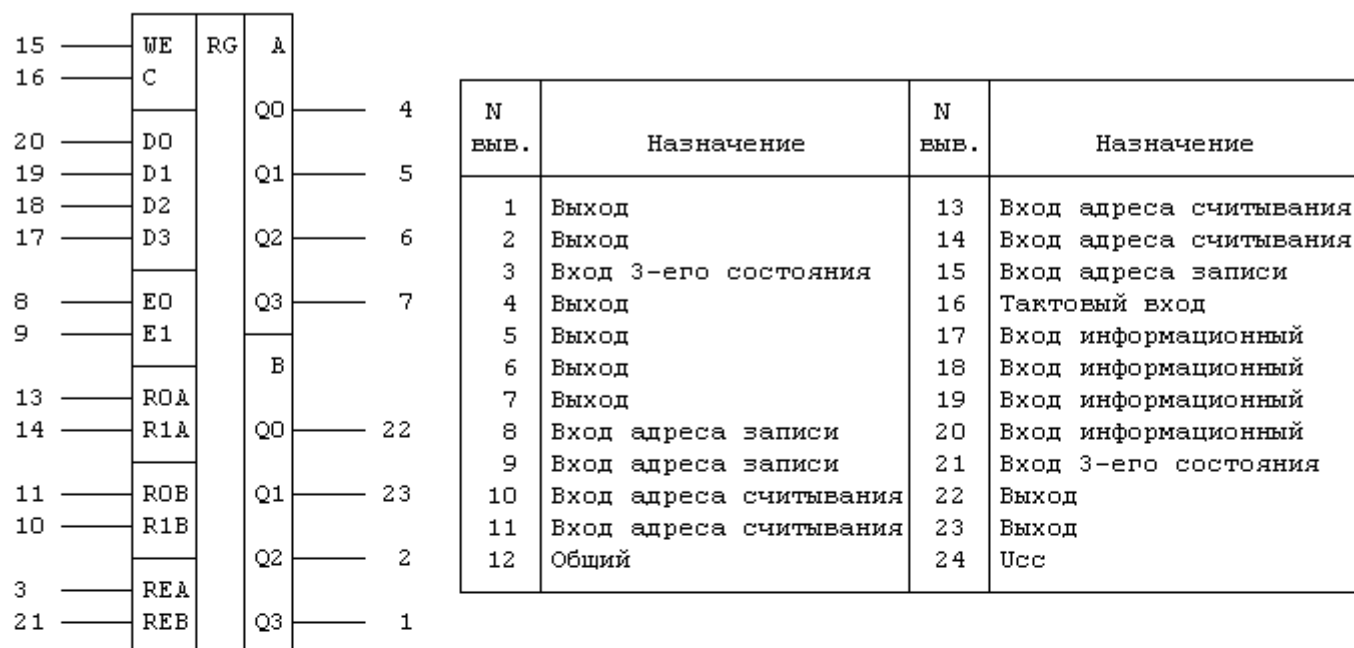 15 WE RG A
16 C
Q0 4
20 D0
19 D1 Q1 5
18 D2
17 D3 Q2 6
8 E0 Q3 7
9 E1
B
13 R0A
14 R1A Q0 22
11 R0B Q1 23
10 R1B
Q2 2
3 REA
21 REB Q3 1
N выв. Назначение N выв. Назначение
1 Выход 13 Вход адреса считывания
2 Выход 14 Вход адреса считывания
3 Вход 3-его состояния 15 Вход адреса записи
4 Выход 16 Тактовый вход
5 Выход 17 Вход информационный
6 Выход 18 Вход информационный
7 Выход 19 Вход информационный
8 Вход адреса записи 20 Вход информационный
9 Вход адреса записи 21 Вход 3-его состояния
10 Вход адреса считывания 22 Выход
11 Вход адреса считывания 23 Выход
12 Общий 24 Ucc